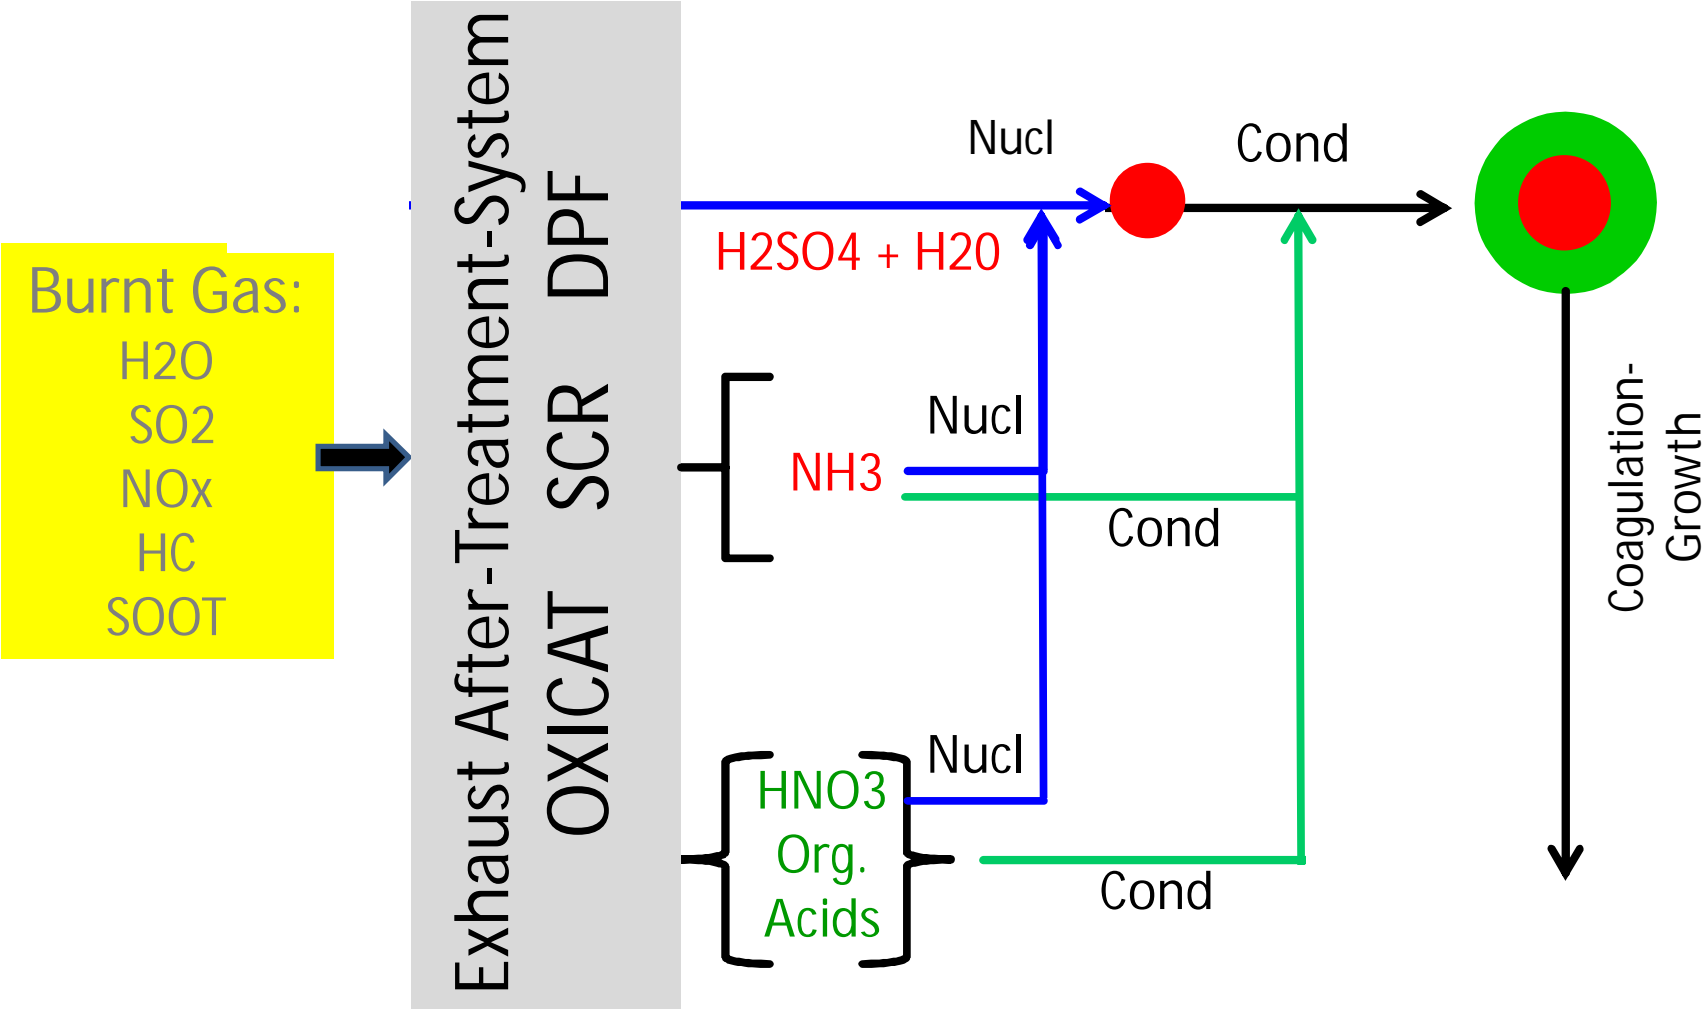 Burnt Gas:
H2O
SO2
NOx
HC
SOOT
Exhaust After-Treatment-System
OXICAT SCR DPF
Nucl
Cond
H2SO4 + H20
Nucl
NH3
Cond
Nucl
HNO3
Org.
Acids
Cond
Coagulation-
Growth